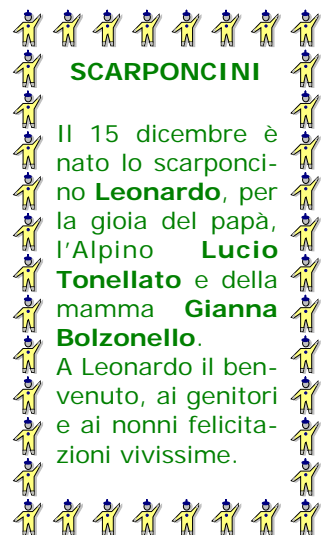 SCARPONCINI
Il 15 dicembre è
nato lo scarponci-
no Leonardo, per
la gioia del papà,
l'Alpino Lucio
Tonellato e della
mamma Gianna
Bolzonello.
A Leonardo il ben-
venuto, ai genitori
e ai nonni felicita-
zioni vivissime.